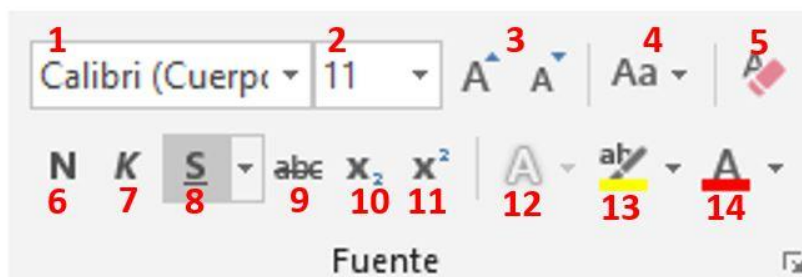 1 2 3 4 5
Calibri (Cuerpo 11 A A Aa A
N K S abc X₂ X² A ab A
6 7 8 9 10 11 12 13 14
Fuente